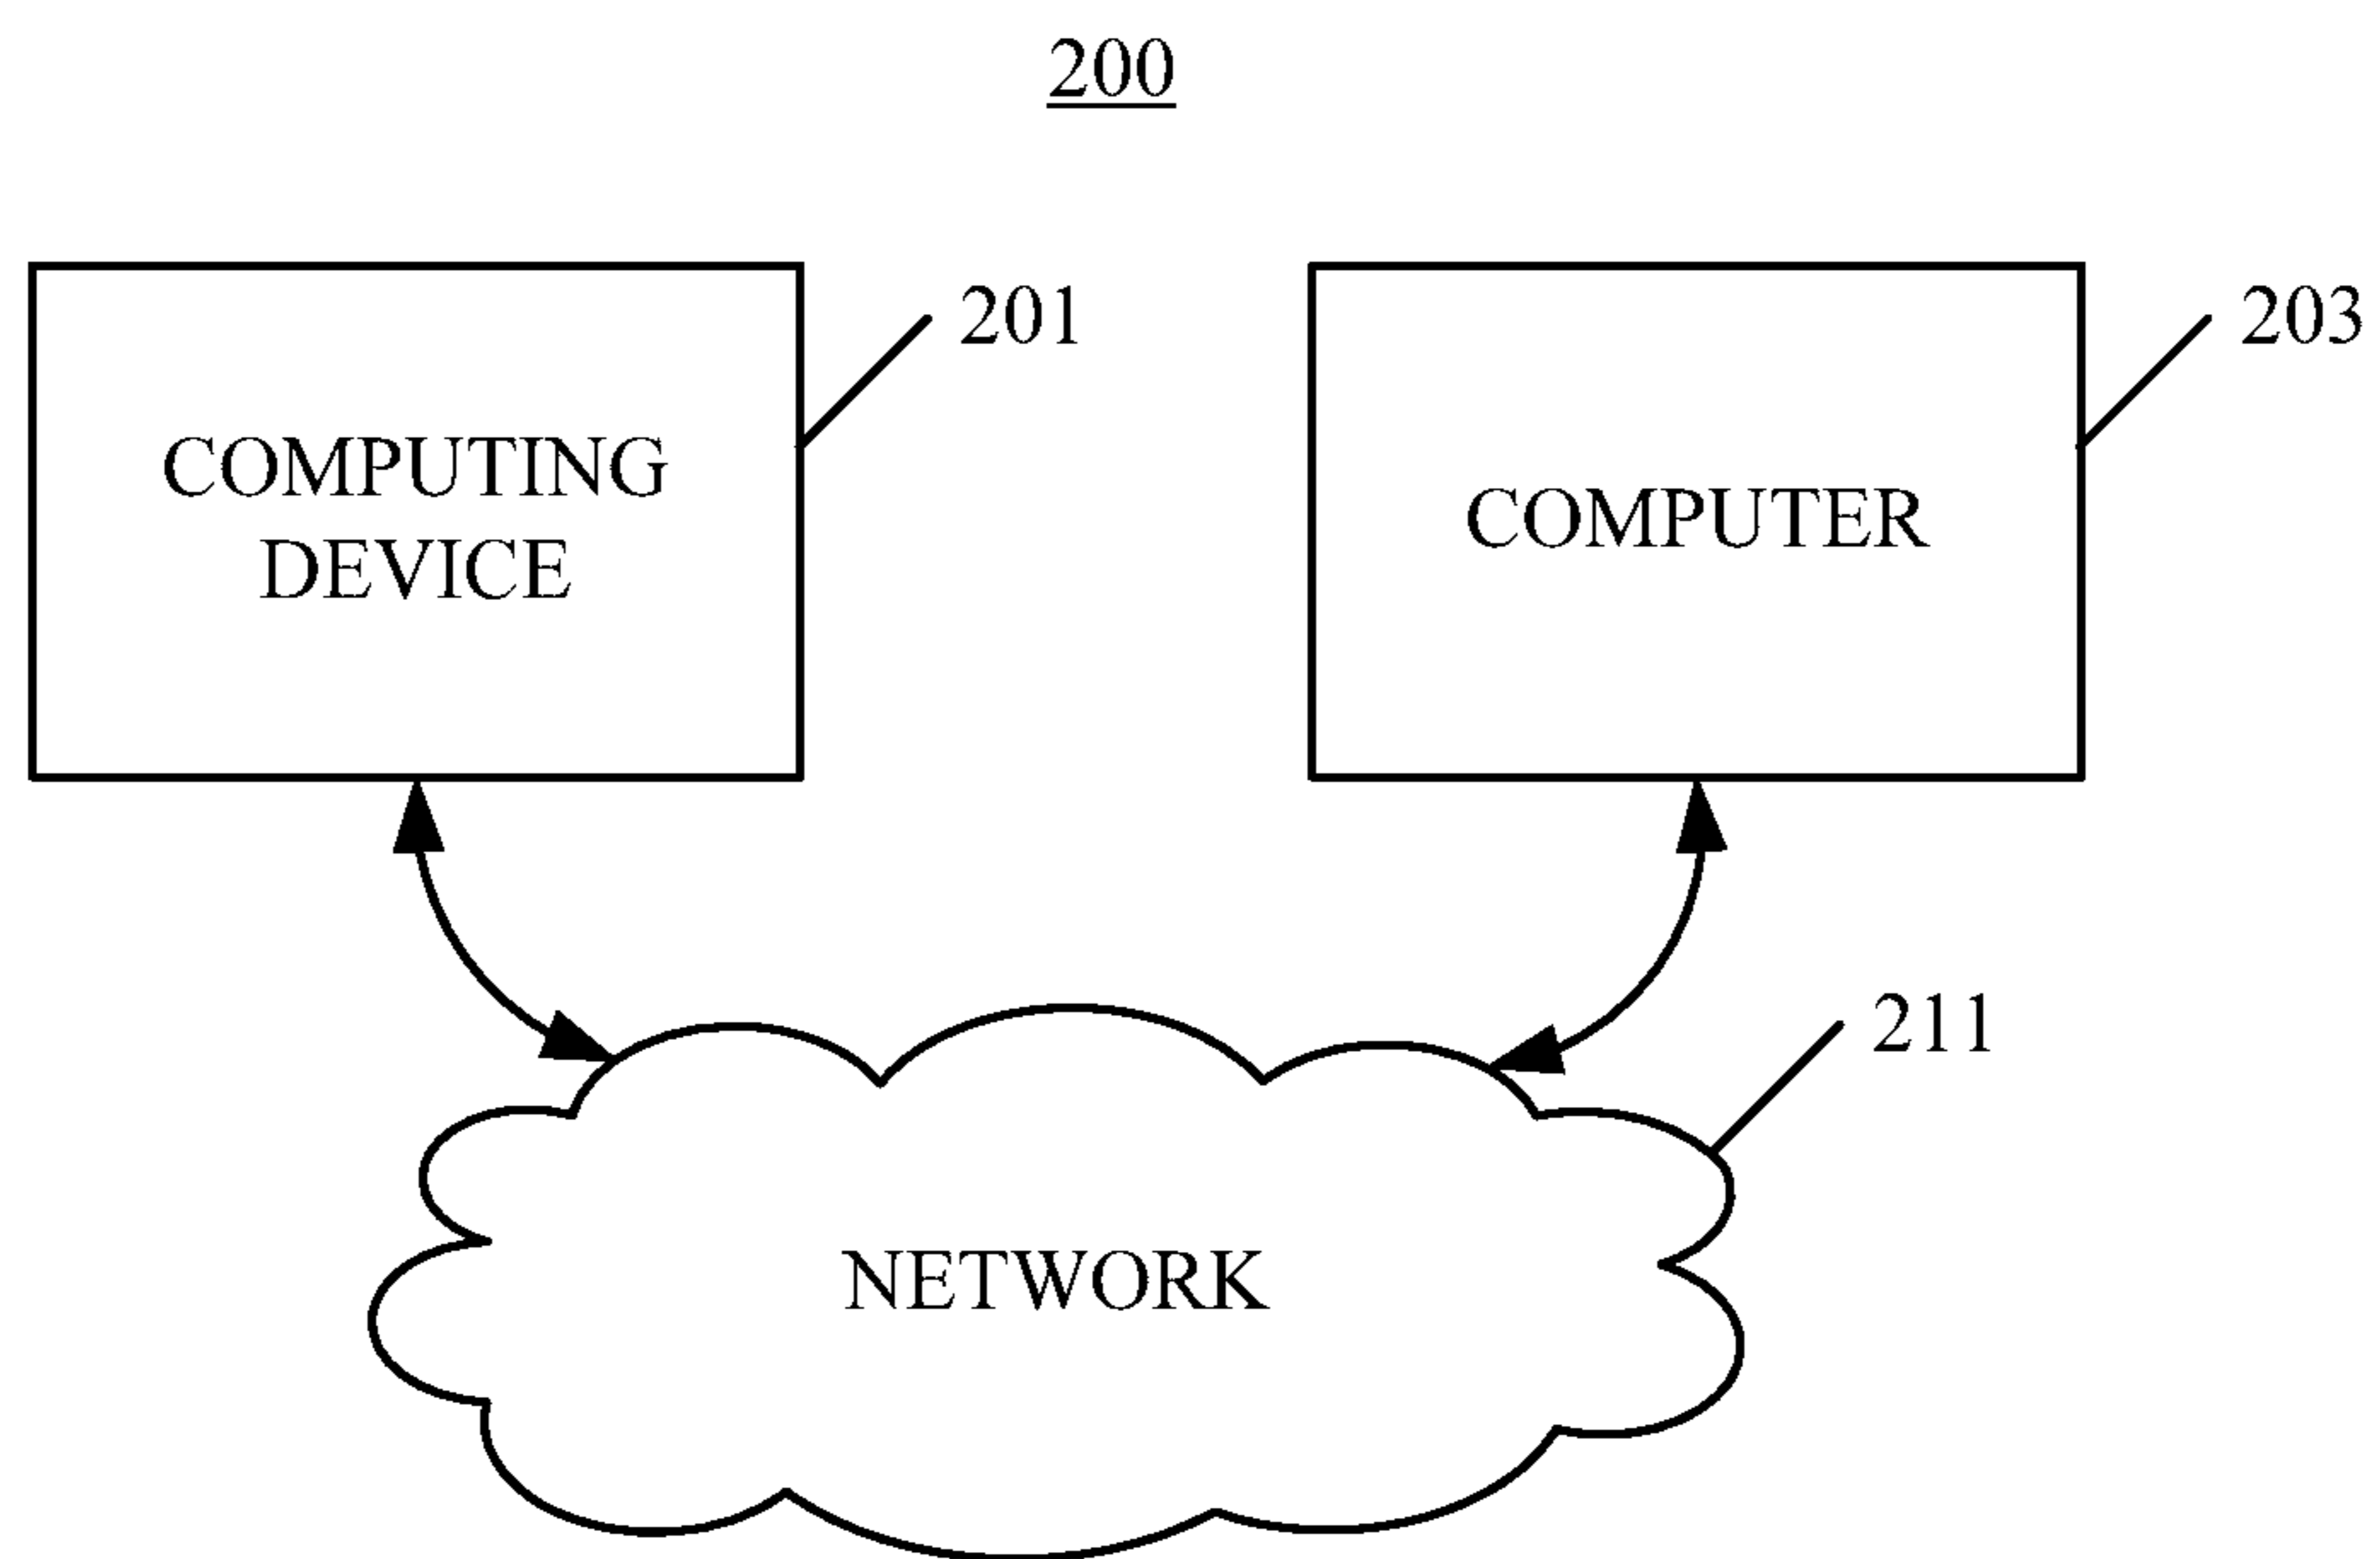 200
201
203
COMPUTING
DEVICE
COMPUTER
211
NETWORK